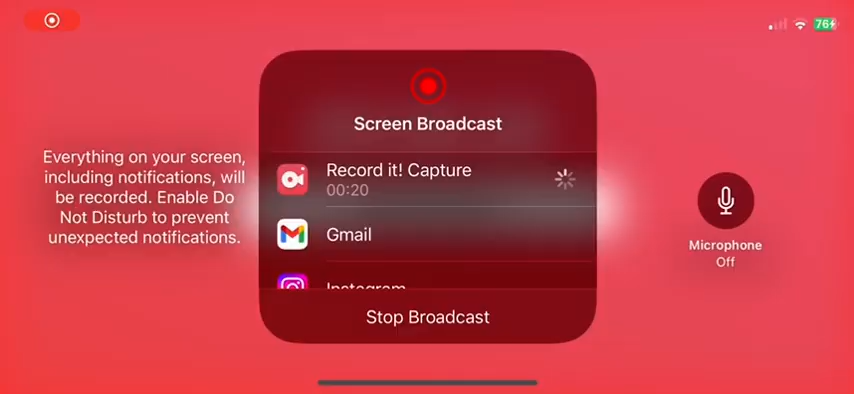 76
Everything on your screen,
including notifications, will
be recorded. Enable Do
Not Disturb to prevent
unexpected notifications.
Screen Broadcast
Record it! Capture
00:20
Gmail
Instagram
Stop Broadcast
Microphone
Off